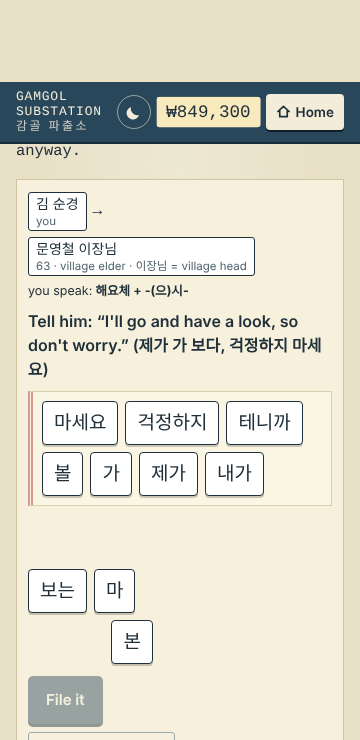 GAMGOL
SUBSTATION
감골 파출소
₩849,300
Home
anyway.
김 순경
you
→
문영철 이장님
63 · village elder · 이장님 = village head
you speak: 해요체 + -(으)시-
Tell him: “I'll go and have a look, so
don't worry.” (제가 가 보다, 걱정하지 마세
요)
마세요 걱정하지 테니까
볼 가 제가 내가
보는 마
본
File it